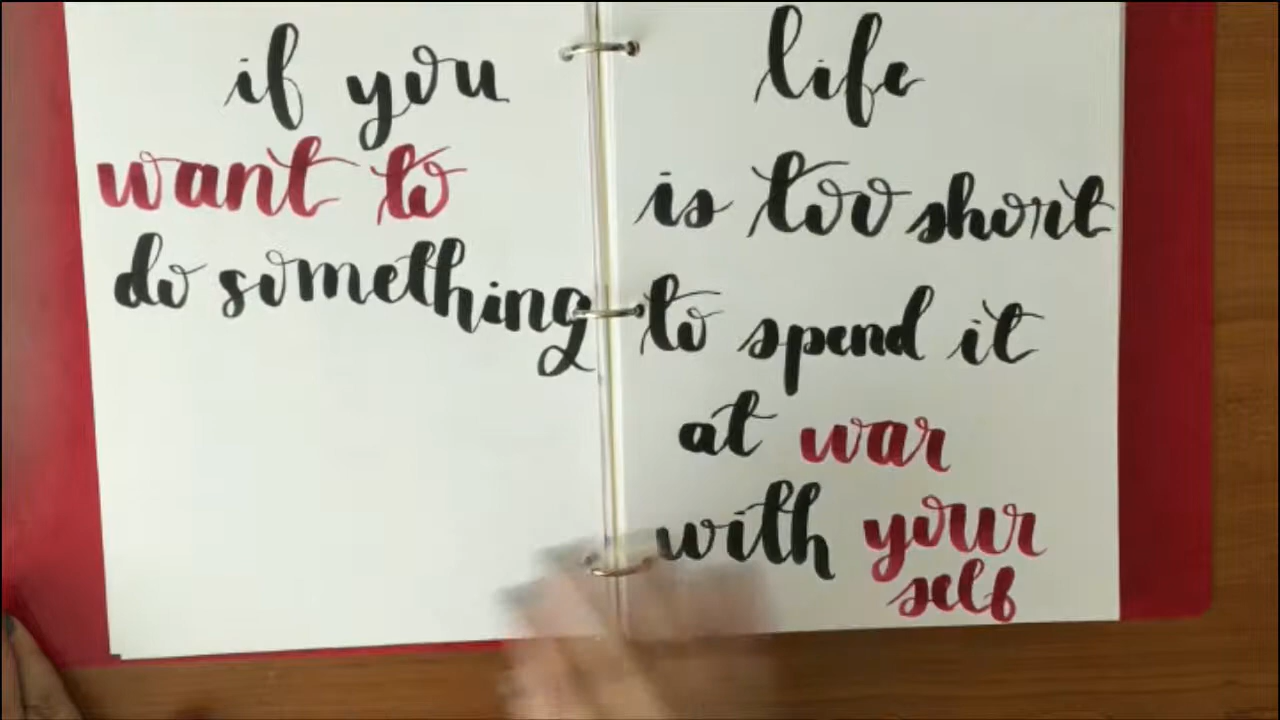 if you
want to
do something
life
is too short
to spend it
at war
with your
self